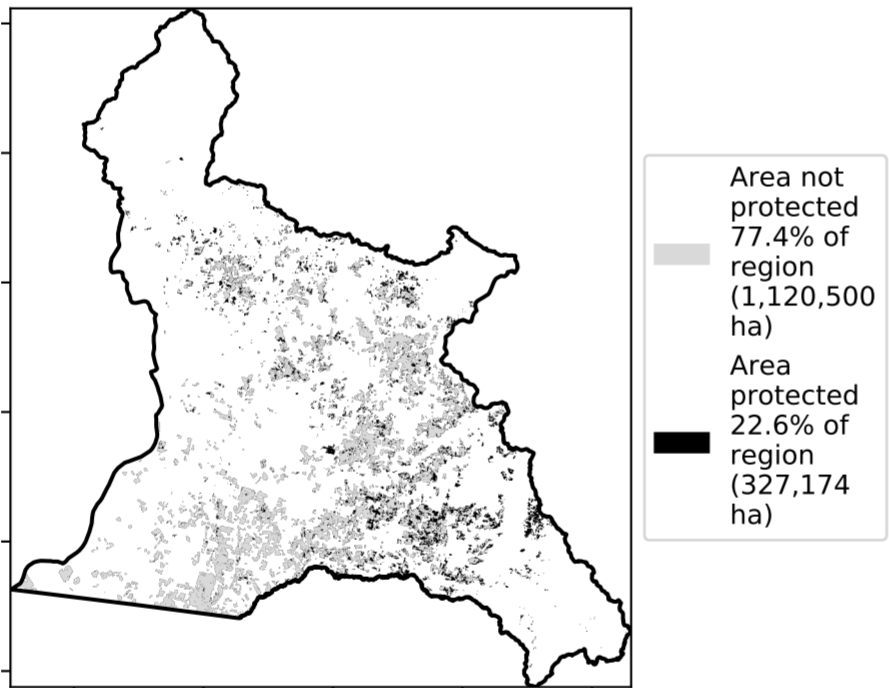 Area not
protected
77.4% of
region
(1,120,500
ha)
Area
protected
22.6% of
region
(327,174
ha)